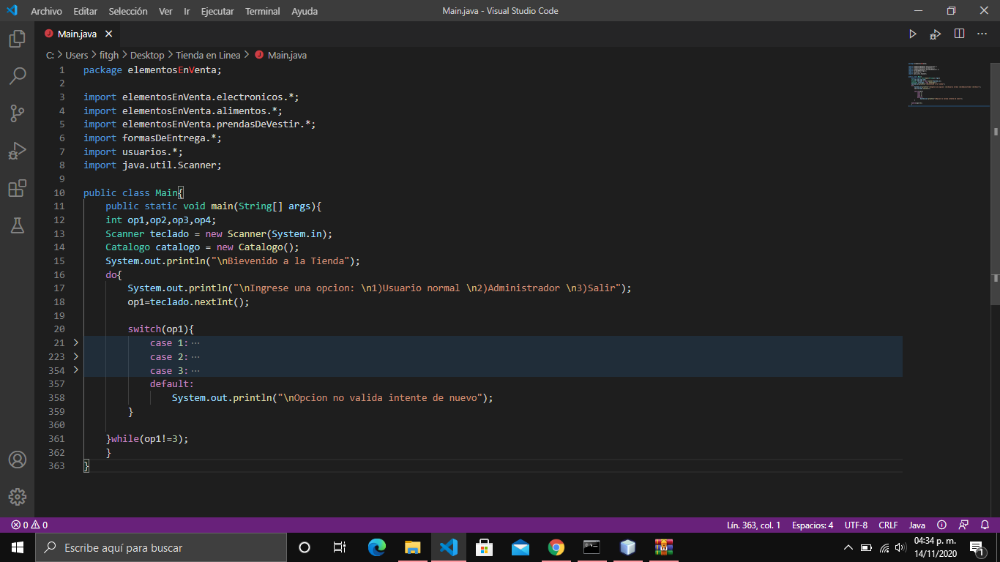 Archivo Editar Selección Ver Ir Ejecutar Terminal Ayuda Main.java - Visual Studio Code
Main.java
C: > Users > fitgh > Desktop > Tienda en Linea > Main.java
1 package elementosEnVenta;
2
3 import elementosEnVenta.electronicos.*;
4 import elementosEnVenta.alimentos.*;
5 import elementosEnVenta.prendasDeVestir.*;
6 import formasDeEntrega.*;
7 import usuarios.*;
8 import java.util.Scanner;
9
10 public class Main{
11 public static void main(String[] args){
12 int op1,op2,op3,op4;
13 Scanner teclado = new Scanner(System.in);
14 Catalogo catalogo = new Catalogo();
15 System.out.println("\nBievenido a la Tienda");
16 do{
17 System.out.println("\nIngrese una opcion: \n1)Usuario normal \n2)Administrador \n3)Salir");
18 op1=teclado.nextInt();
19
20 switch(op1){
21 case 1: ···
223 case 2: ···
354 case 3: ···
357 default:
358 System.out.println("\nOpcion no valida intente de nuevo");
359 }
360
361 }while(op1!=3);
362 }
363 }
0 0 Lín. 363, col. 1 Espacios: 4 UTF-8 CRLF Java
Escribe aquí para buscar
04:34 p. m.
14/11/2020
1